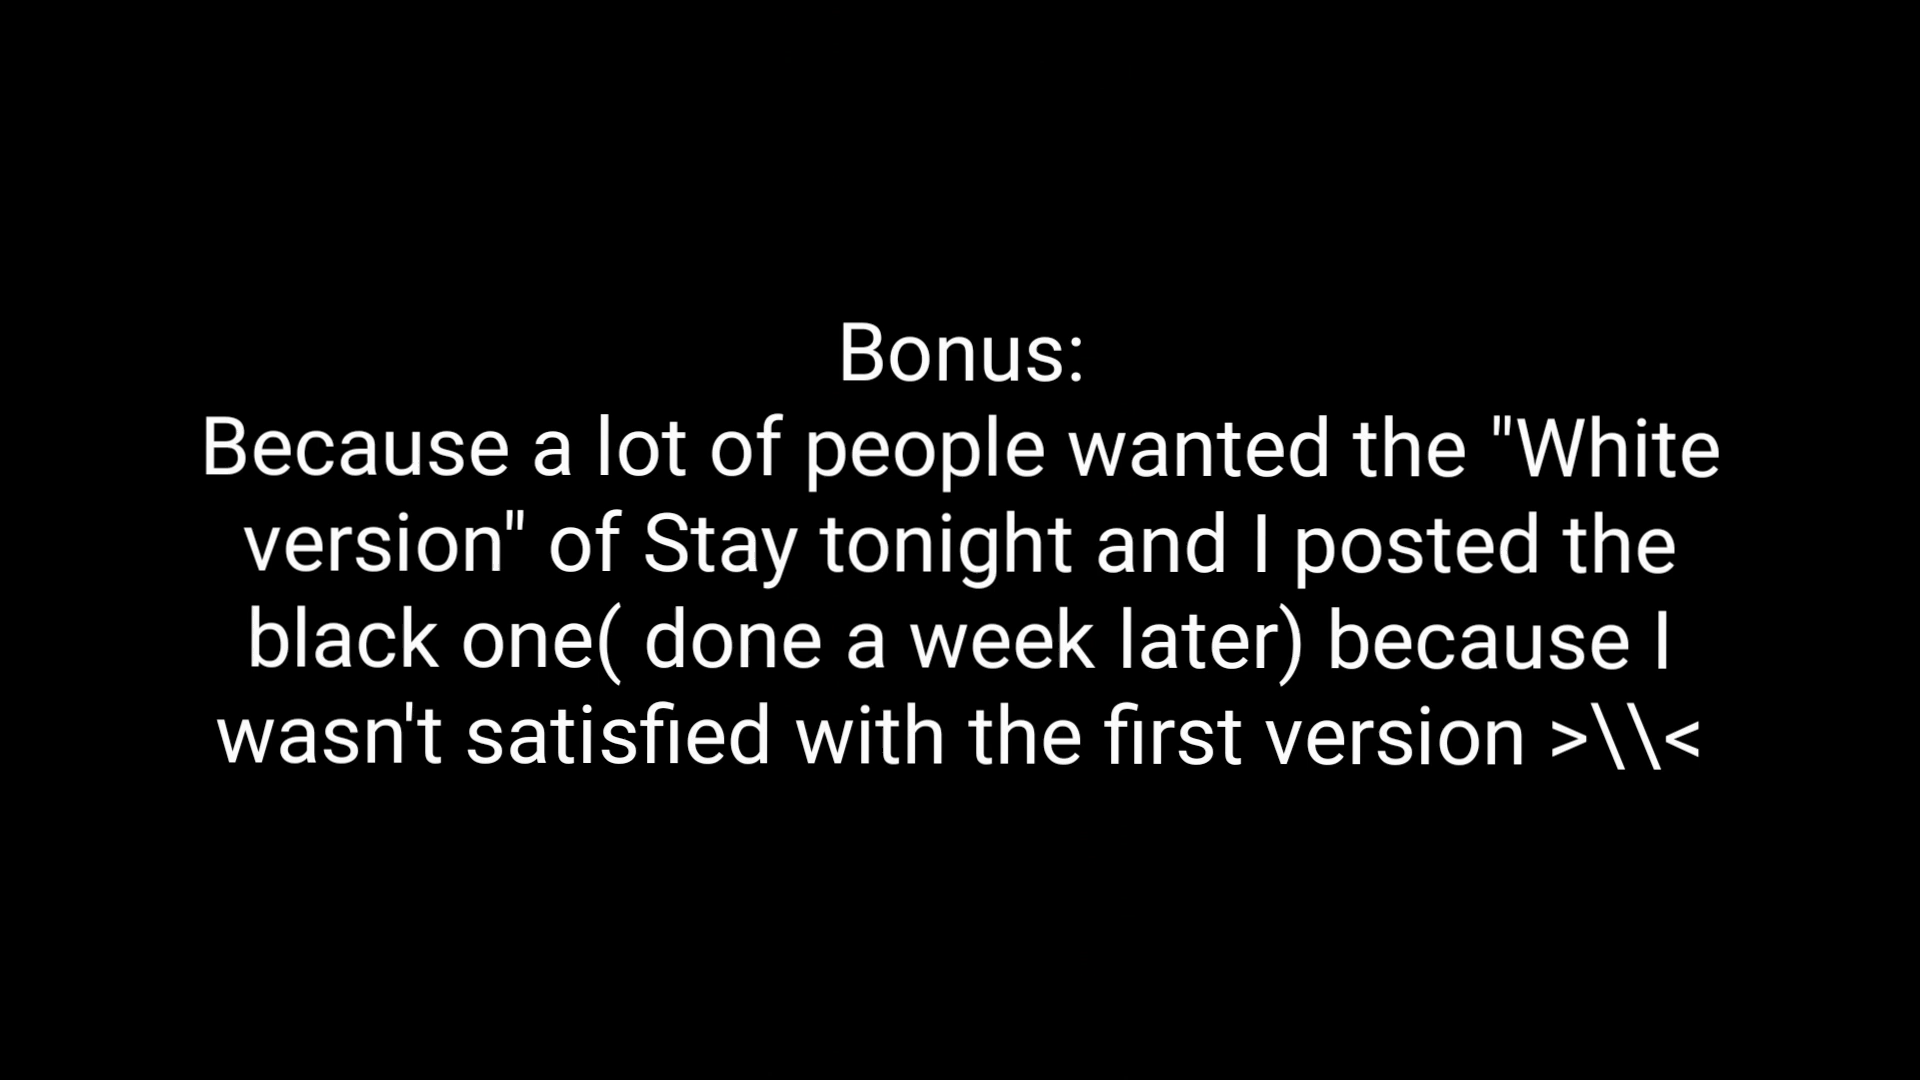 Bonus:
Because a lot of people wanted the "White
version" of Stay tonight and I posted the
black one( done a week later) because I
wasn't satisfied with the first version >\\<